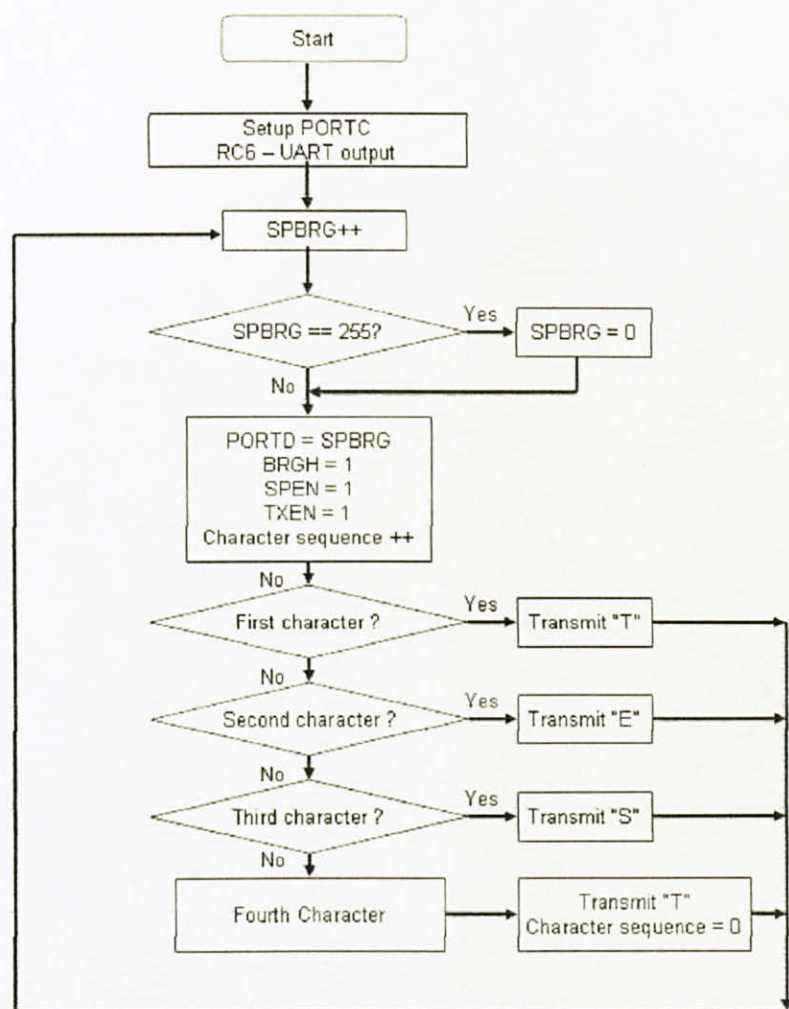 Start
Setup PORTC
RC6 – UART output
SPBRG++
SPBRG == 255?
Yes
SPBRG = 0
No
PORTD = SPBRG
BRGH = 1
SPEN = 1
TXEN = 1
Character sequence ++
No
First character ?
Yes
Transmit "T"
No
Second character ?
Yes
Transmit "E"
No
Third character ?
Yes
Transmit "S"
No
Fourth Character
Transmit "T"
Character sequence = 0